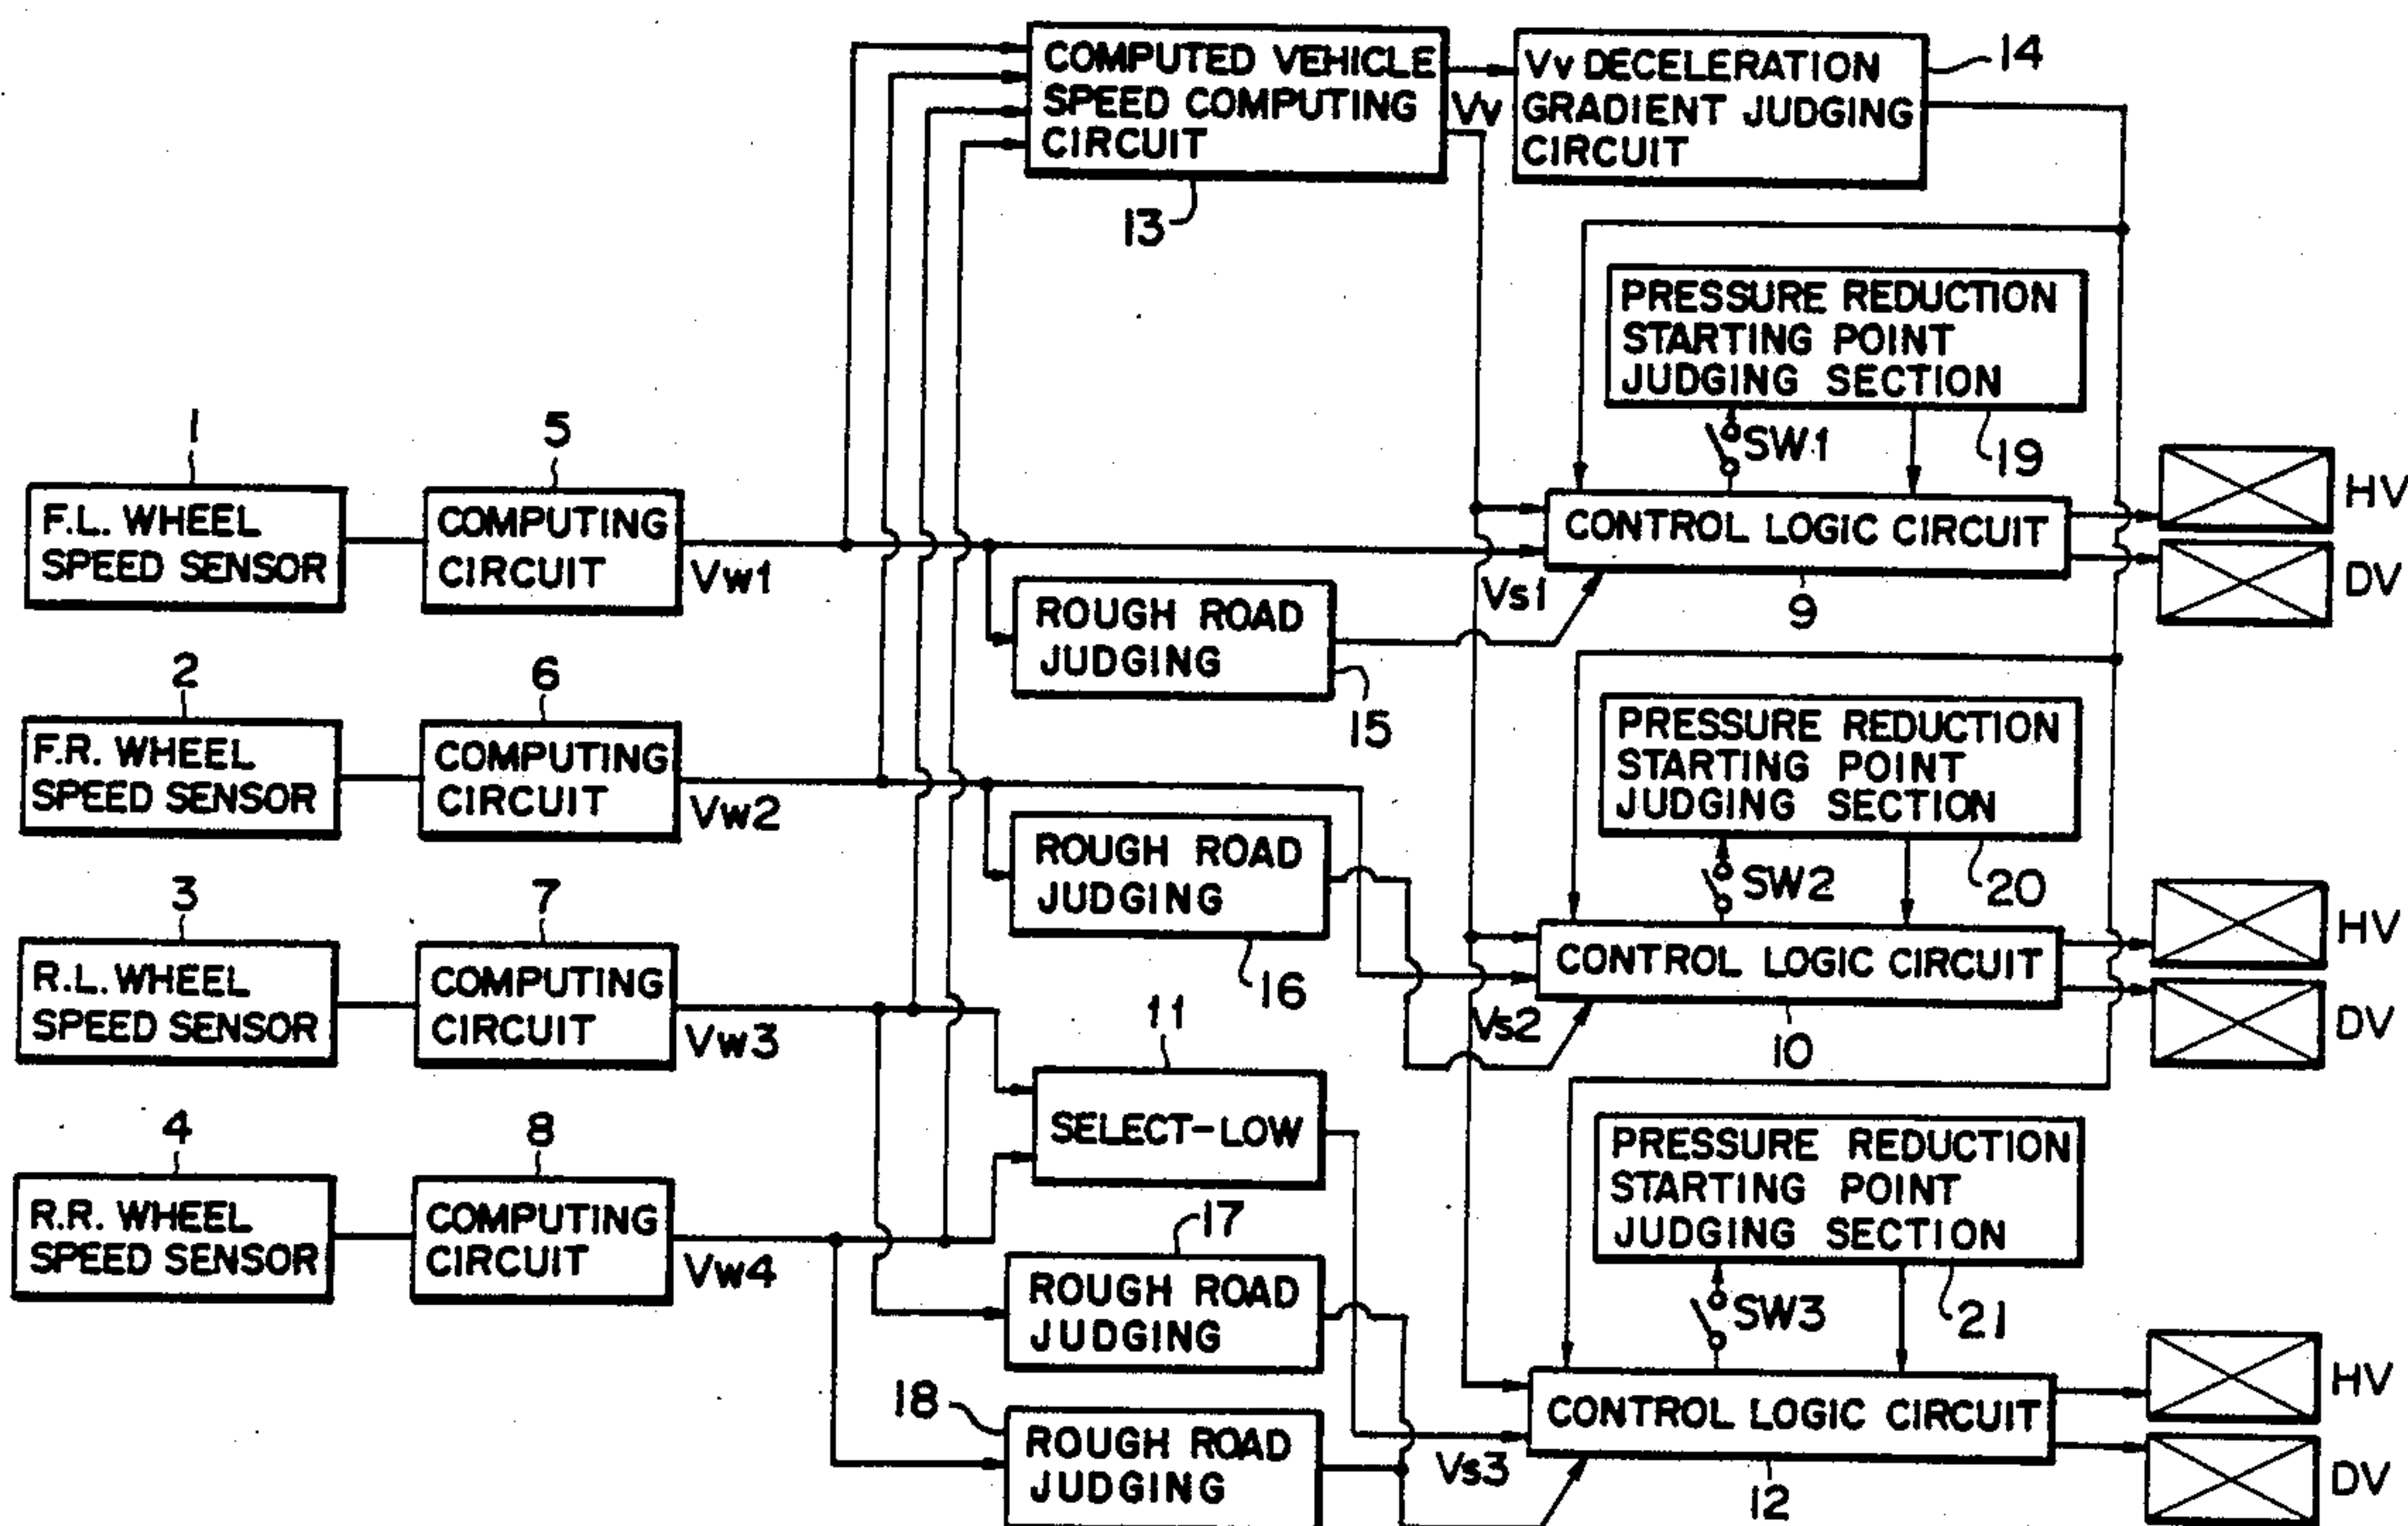 COMPUTED VEHICLE
SPEED COMPUTING
CIRCUIT
13
Vv
Vv DECELERATION
GRADIENT JUDGING
CIRCUIT
14
PRESSURE REDUCTION
STARTING POINT
JUDGING SECTION
SW1
19
1
F.L. WHEEL
SPEED SENSOR
5
COMPUTING
CIRCUIT
Vw1
Vs1
CONTROL LOGIC CIRCUIT
9
HV
DV
ROUGH ROAD
JUDGING
15
2
F.R. WHEEL
SPEED SENSOR
6
COMPUTING
CIRCUIT
Vw2
ROUGH ROAD
JUDGING
16
PRESSURE REDUCTION
STARTING POINT
JUDGING SECTION
SW2
20
CONTROL LOGIC CIRCUIT
Vs2
10
HV
DV
3
R.L. WHEEL
SPEED SENSOR
7
COMPUTING
CIRCUIT
Vw3
11
SELECT-LOW
4
R.R. WHEEL
SPEED SENSOR
8
COMPUTING
CIRCUIT
Vw4
17
ROUGH ROAD
JUDGING
18
ROUGH ROAD
JUDGING
PRESSURE REDUCTION
STARTING POINT
JUDGING SECTION
SW3
21
CONTROL LOGIC CIRCUIT
Vs3
12
HV
DV